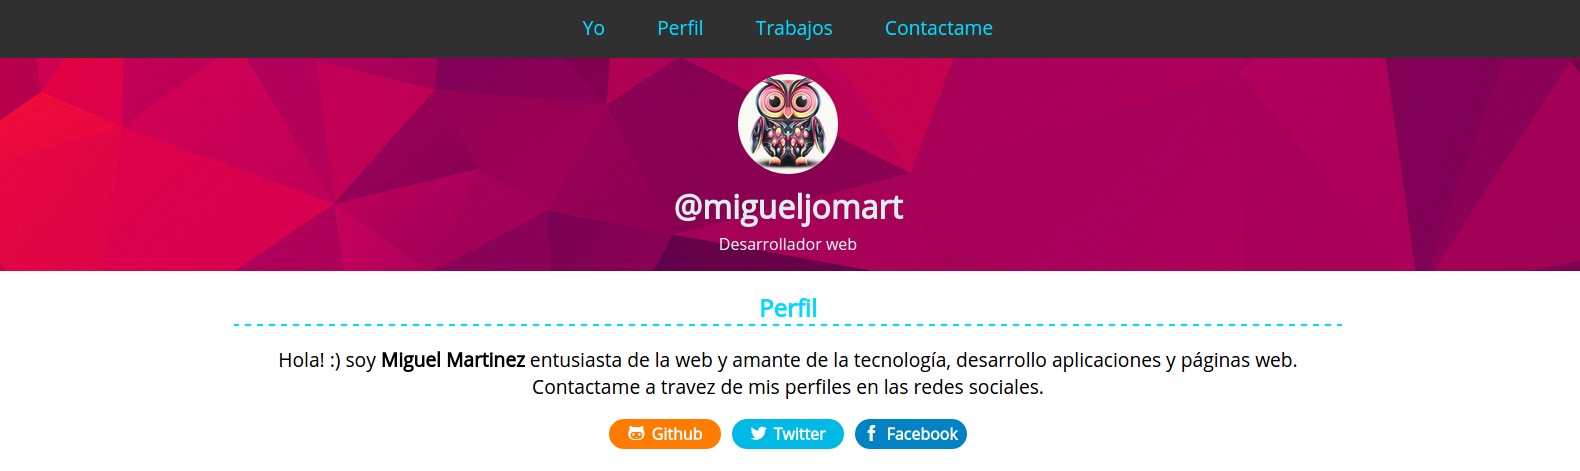 Yo Perfil Trabajos Contactame
@migueljomart
Desarrollador web
Perfil
Hola! :) soy Miguel Martinez entusiasta de la web y amante de la tecnología, desarrollo aplicaciones y páginas web.
Contactame a travez de mis perfiles en las redes sociales.
Github Twitter Facebook